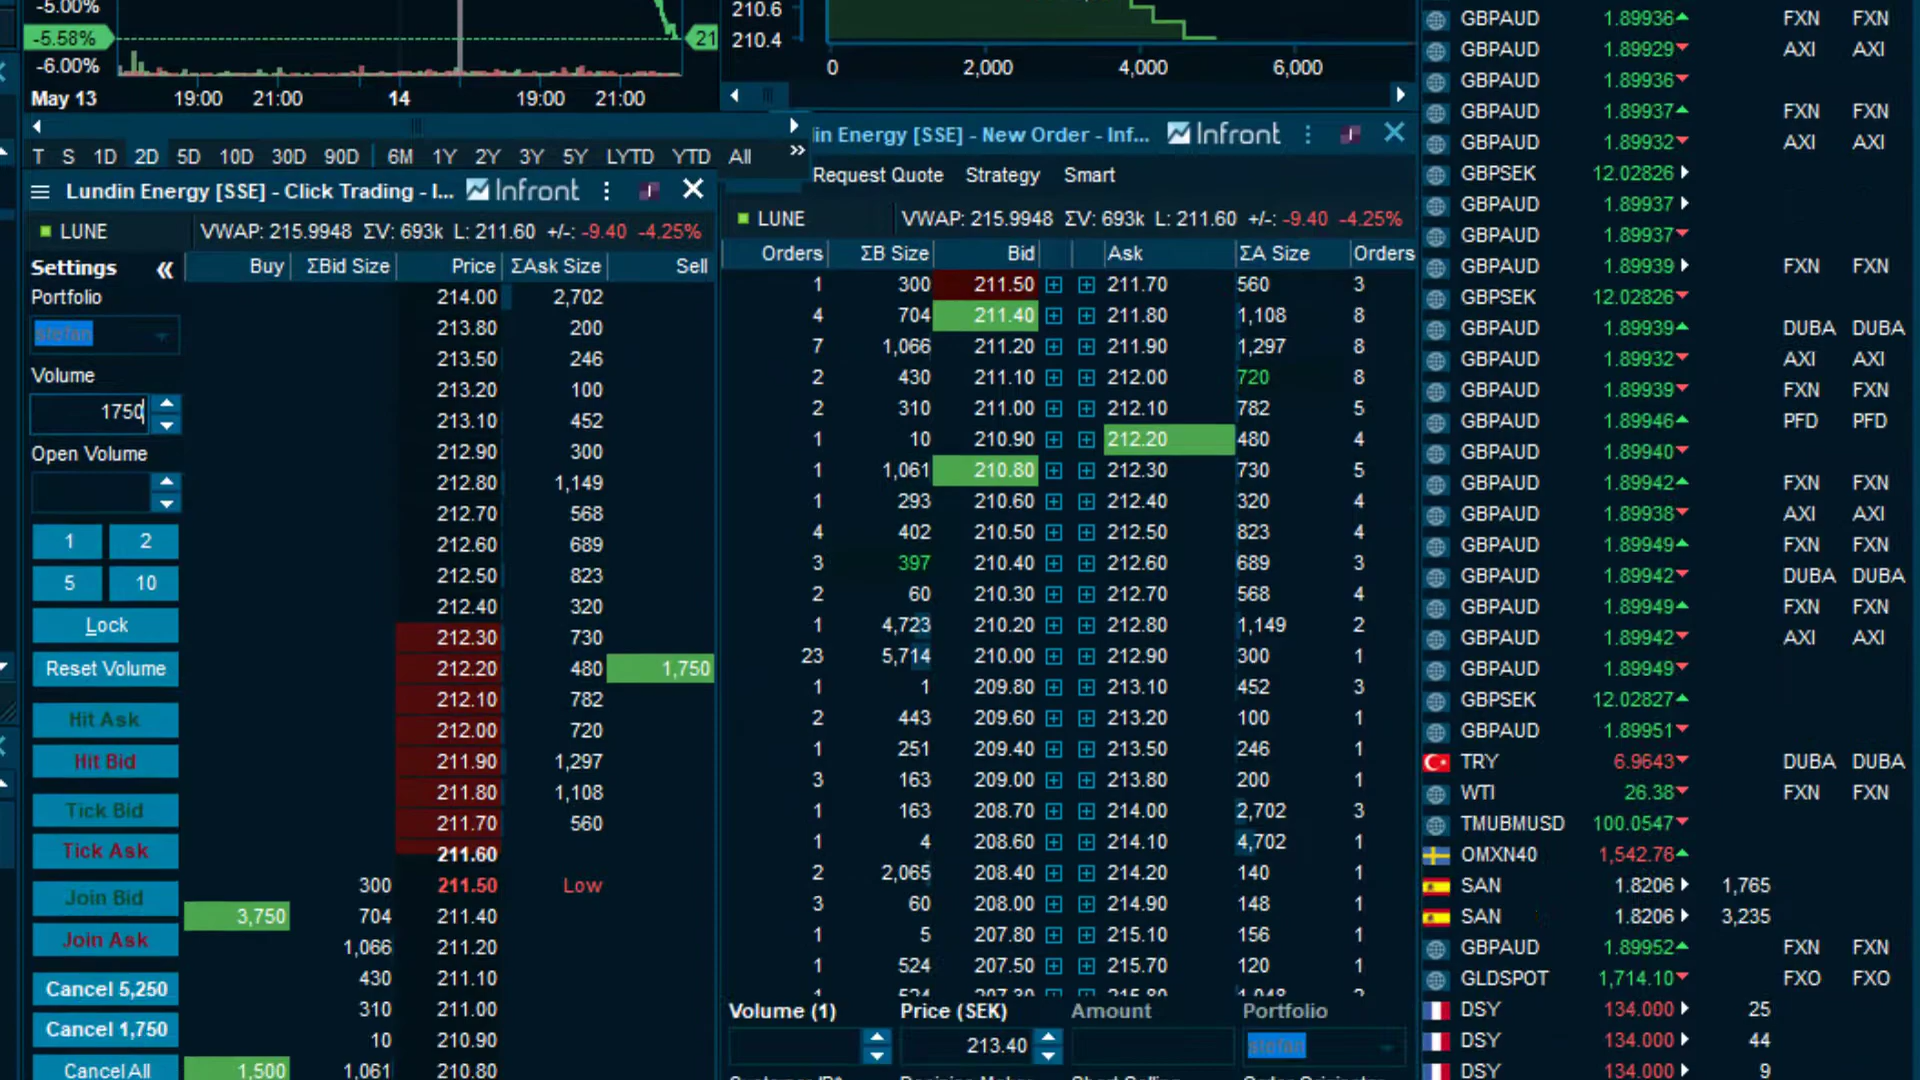 -5.00%
-5.58%
21
-6.00%
May 13 19:00 21:00 14 19:00 21:00
T S 1D 2D 5D 10D 30D 90D 6M 1Y 2Y 3Y 5Y LYTD YTD All »
210.6
210.4
0 2,000 4,000 6,000
Lundin Energy [SSE] - Click Trading - I... Infront
LUNE VWAP: 215.9948 ΣV: 693k L: 211.60 +/-: -9.40 -4.25%
Settings «
Portfolio
stefan
Volume
1750
Open Volume
1 2
5 10
Lock
Reset Volume
Hit Ask
Hit Bid
Tick Bid
Tick Ask
Join Bid
Join Ask
Cancel 5,250
Cancel 1,750
Cancel All
Buy ΣBid Size Price ΣAsk Size Sell
214.00 2,702
213.80 200
213.50 246
213.20 100
213.10 452
212.90 300
212.80 1,149
212.70 568
212.60 689
212.50 823
212.40 320
212.30 730
212.20 480 1,750
212.10 782
212.00 720
211.90 1,297
211.80 1,108
211.70 560
211.60
300 211.50 Low
3,750 704 211.40
1,066 211.20
430 211.10
310 211.00
10 210.90
1,500 1,061 210.80
in Energy [SSE] - New Order - Inf... Infront
Request Quote Strategy Smart
LUNE VWAP: 215.9948 ΣV: 693k L: 211.60 +/-: -9.40 -4.25%
Orders ΣB Size Bid Ask ΣA Size Orders
1 300 211.50 211.70 560 3
4 704 211.40 211.80 1,108 8
7 1,066 211.20 211.90 1,297 8
2 430 211.10 212.00 720 8
2 310 211.00 212.10 782 5
1 10 210.90 212.20 480 4
1 1,061 210.80 212.30 730 5
1 293 210.60 212.40 320 4
4 402 210.50 212.50 823 4
3 397 210.40 212.60 689 3
2 60 210.30 212.70 568 4
1 4,723 210.20 212.80 1,149 2
23 5,714 210.00 212.90 300 1
1 1 209.80 213.10 452 3
2 443 209.60 213.20 100 1
1 251 209.40 213.50 246 1
3 163 209.00 213.80 200 1
1 163 208.70 214.00 2,702 3
1 4 208.60 214.10 4,702 1
2 2,065 208.40 214.20 140 1
3 60 208.00 214.90 148 1
1 5 207.80 215.10 156 1
1 524 207.50 215.70 120 1
Volume (1) Price (SEK) Amount Portfolio
213.40 stefan
GBPAUD 1.89936 FXN FXN
GBPAUD 1.89929 AXI AXI
GBPAUD 1.89936
GBPAUD 1.89937 FXN FXN
GBPAUD 1.89932 AXI AXI
GBPSEK 12.02826
GBPAUD 1.89937
GBPAUD 1.89937
GBPAUD 1.89939 FXN FXN
GBPSEK 12.02826
GBPAUD 1.89939 DUBA DUBA
GBPAUD 1.89932 AXI AXI
GBPAUD 1.89939 FXN FXN
GBPAUD 1.89946 PFD PFD
GBPAUD 1.89940
GBPAUD 1.89942 FXN FXN
GBPAUD 1.89938 AXI AXI
GBPAUD 1.89949 FXN FXN
GBPAUD 1.89942 DUBA DUBA
GBPAUD 1.89949 FXN FXN
GBPAUD 1.89942 AXI AXI
GBPAUD 1.89949
GBPSEK 12.02827
GBPAUD 1.89951
TRY 6.9643 DUBA DUBA
WTI 26.38 FXN FXN
TMUBMUSD 100.0547
OMXN40 1,542.76
SAN 1.8206 1,765
SAN 1.8206 3,235
GBPAUD 1.89952 FXN FXN
GLDSPOT 1,714.10 FXO FXO
DSY 134.000 25
DSY 134.000 44
DSY 134.000 9